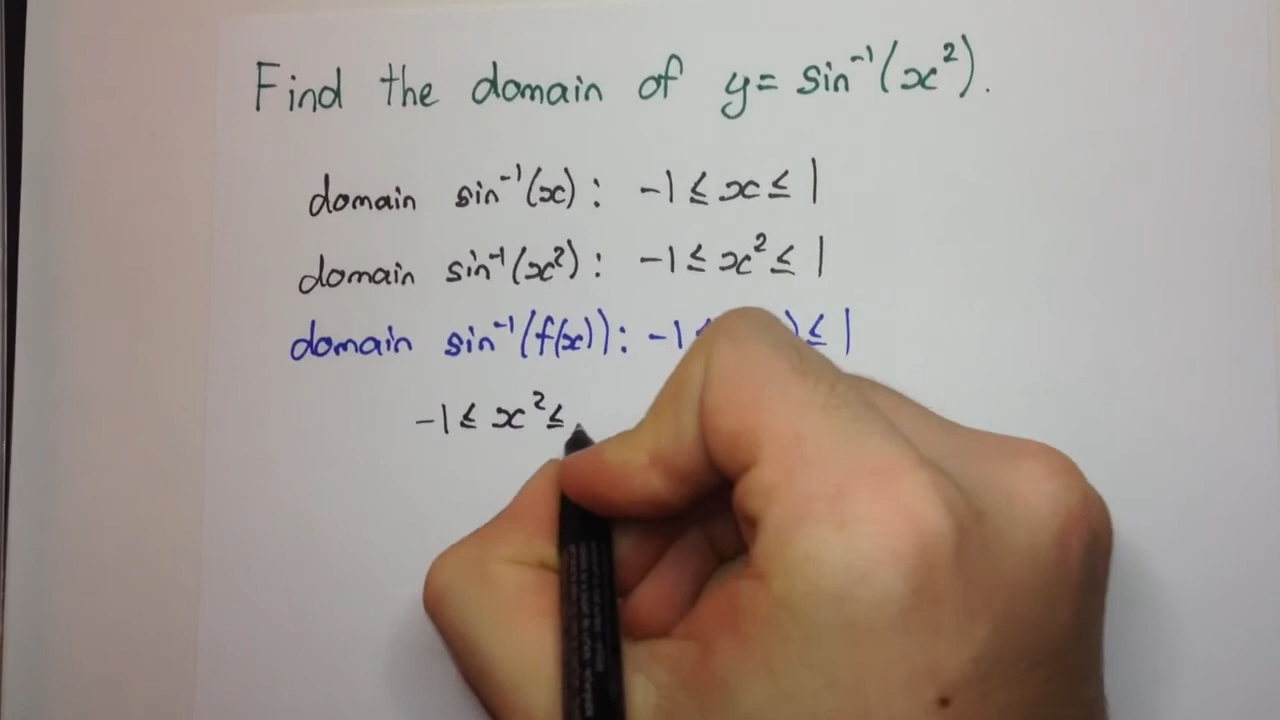 Find the domain of y = sin⁻¹(x²).
domain sin⁻¹(x) : -1 ≤ x ≤ 1
domain sin⁻¹(x²) : -1 ≤ x² ≤ 1
domain sin⁻¹(f(x)) : -1 ) ≤ 1
-1 ≤ x² ≤